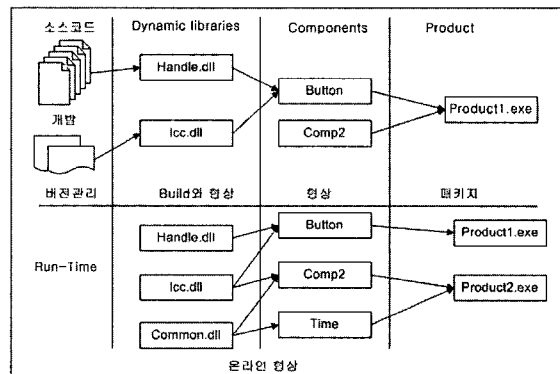 소스코드
Dynamic libraries
Components
Product
Handle.dll
Button
Product1.exe
개발
Icc.dll
Comp2
버전관리
Build와 형상
형상
패키지
Run-Time
Handle.dll
Button
Product1.exe
Icc.dll
Comp2
Product2.exe
Common.dll
Time
온라인 형상